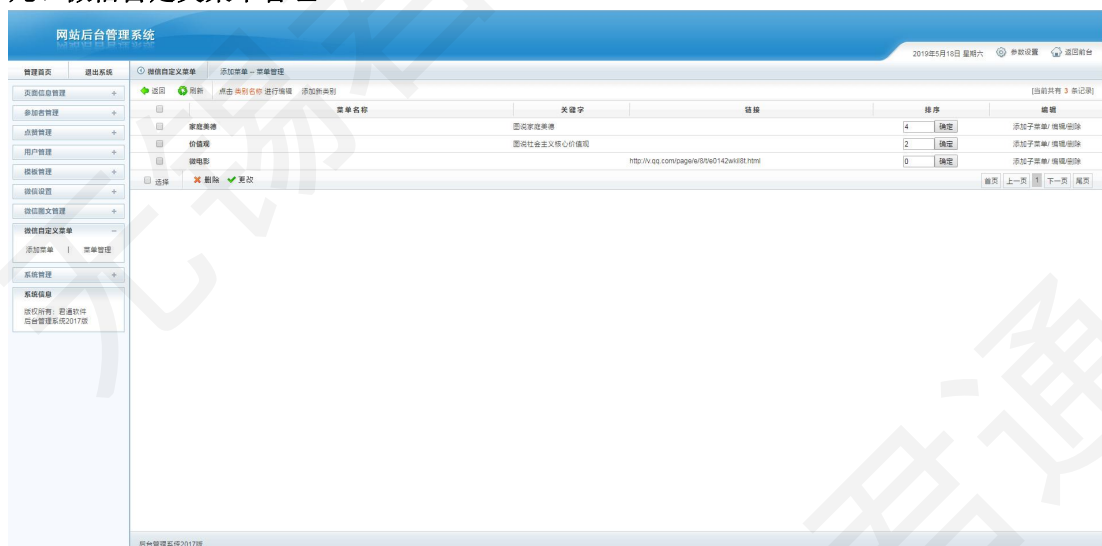 网站后台管理系统
2019年5月18日 星期六 参数设置 返回前台
管理首页 退出系统 微信自定义菜单 添加菜单 – 菜单管理
页面信息管理 +
返回 刷新 点击 类别名称 进行编辑 添加新类别 [当前共有 3 条记录]
参加者管理 +
菜单名称 关键字 链接 排序 编辑
点赞管理 +
家庭美德 图说家庭美德 4 确定 添加子菜单/ 编辑/删除
用户管理 +
价值观 图说社会主义核心价值观 2 确定 添加子菜单/ 编辑/删除
模板管理 +
微电影 http://v.qq.com/page/e/8/t/e0142wkl8t.html 0 确定 添加子菜单/ 编辑/删除
选择 删除 更改 首页 上一页 1 下一页 尾页
微信设置 +
微信图文管理 +
微信自定义菜单 −
添加菜单 | 菜单管理
系统管理 +
系统信息
版权所有：君通软件
后台管理系统2017版
后台管理系统2017版
无锡君通